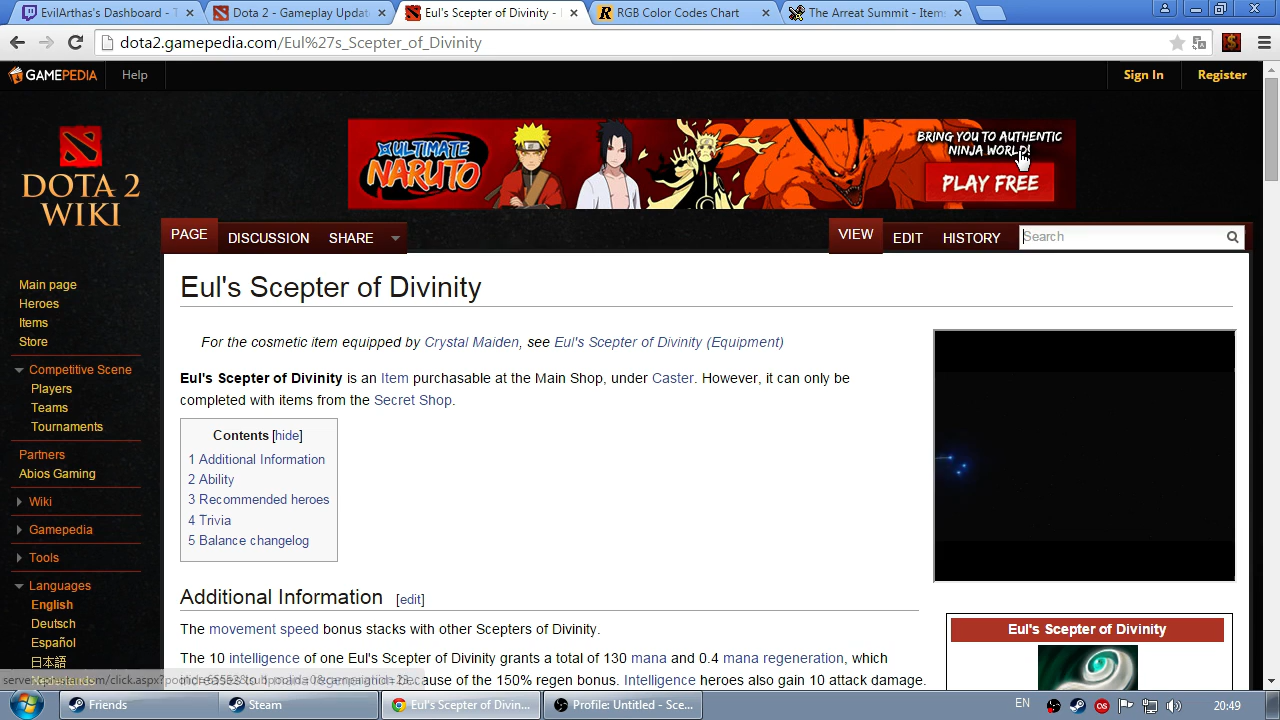 EvilArthas's Dashboard - T
Dota 2 - Gameplay Updat
Eul's Scepter of Divinity -
RGB Color Codes Chart
The Arreat Summit - Item
dota2.gamepedia.com/Eul%27s_Scepter_of_Divinity
GAMEPEDIA
Help
Sign In
Register
DOTA 2
WIKI
ULTIMATE
NARUTO
BRING YOU TO AUTHENTIC
NINJA WORLD!
PLAY FREE
PAGE
DISCUSSION
SHARE
VIEW
EDIT
HISTORY
Search
Main page
Heroes
Items
Store
Competitive Scene
Players
Teams
Tournaments
Partners
Abios Gaming
Wiki
Gamepedia
Tools
Languages
English
Deutsch
Español
日本語
Eul's Scepter of Divinity
For the cosmetic item equipped by Crystal Maiden, see Eul's Scepter of Divinity (Equipment)
Eul's Scepter of Divinity is an Item purchasable at the Main Shop, under Caster. However, it can only be
completed with items from the Secret Shop.
Contents [hide]
1 Additional Information
2 Ability
3 Recommended heroes
4 Trivia
5 Balance changelog
Additional Information [edit]
The movement speed bonus stacks with other Scepters of Divinity.
The 10 intelligence of one Eul's Scepter of Divinity grants a total of 130 mana and 0.4 mana regeneration, which
cause of the 150% regen bonus. Intelligence heroes also gain 10 attack damage.
Eul's Scepter of Divinity
Friends
Steam
Eul's Scepter of Divin...
Profile: Untitled - Sce...
EN
20:49